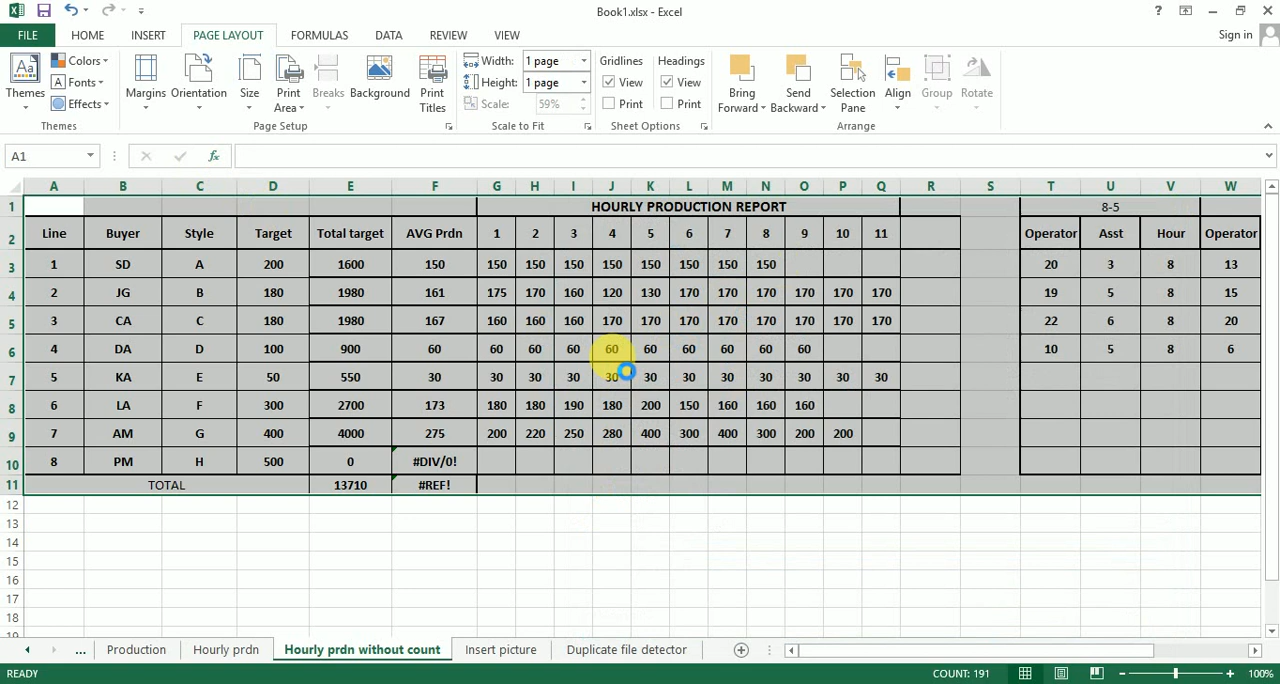 Book1.xlsx - Excel
?
FILE HOME INSERT PAGE LAYOUT FORMULAS DATA REVIEW VIEW Sign in
Themes Colors Fonts Effects Themes
Margins Orientation Size Print Area Breaks Background Print Titles Page Setup
Width: 1 page Height: 1 page Scale: 59% Scale to Fit
Gridlines View Print Headings View Print Sheet Options
Bring Forward Send Backward Selection Pane Align Group Rotate Arrange
A1 fx
A B C D E F G H I J K L M N O P Q R S T U V W
1 HOURLY PRODUCTION REPORT 8-5
2 Line Buyer Style Target Total target AVG Prdn 1 2 3 4 5 6 7 8 9 10 11 Operator Asst Hour Operator
3 1 SD A 200 1600 150 150 150 150 150 150 150 150 150 20 3 8 13
4 2 JG B 180 1980 161 175 170 160 120 130 170 170 170 170 170 170 19 5 8 15
5 3 CA C 180 1980 167 160 160 160 170 170 170 170 170 170 170 170 22 6 8 20
6 4 DA D 100 900 60 60 60 60 60 60 60 60 60 60 10 5 8 6
7 5 KA E 50 550 30 30 30 30 30 30 30 30 30 30 30 30
8 6 LA F 300 2700 173 180 180 190 180 200 150 160 160 160
9 7 AM G 400 4000 275 200 220 250 280 400 300 400 300 200 200
10 8 PM H 500 0 #DIV/0!
11 TOTAL 13710 #REF!
12
13
14
15
16
17
18
19
... Production Hourly prdn Hourly prdn without count Insert picture Duplicate file detector
READY COUNT: 191 100%